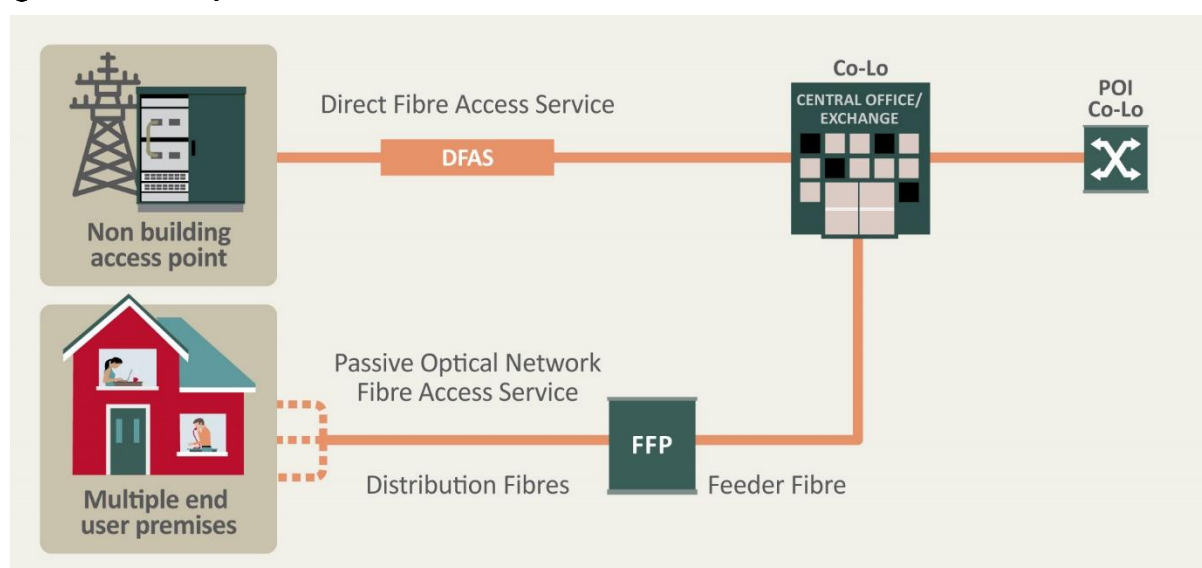 Non building
access point
Direct Fibre Access Service
DFAS
Co-Lo
CENTRAL OFFICE/
EXCHANGE
POI
Co-Lo
Multiple end
user premises
Passive Optical Network
Fibre Access Service
Distribution Fibres
FFP
Feeder Fibre